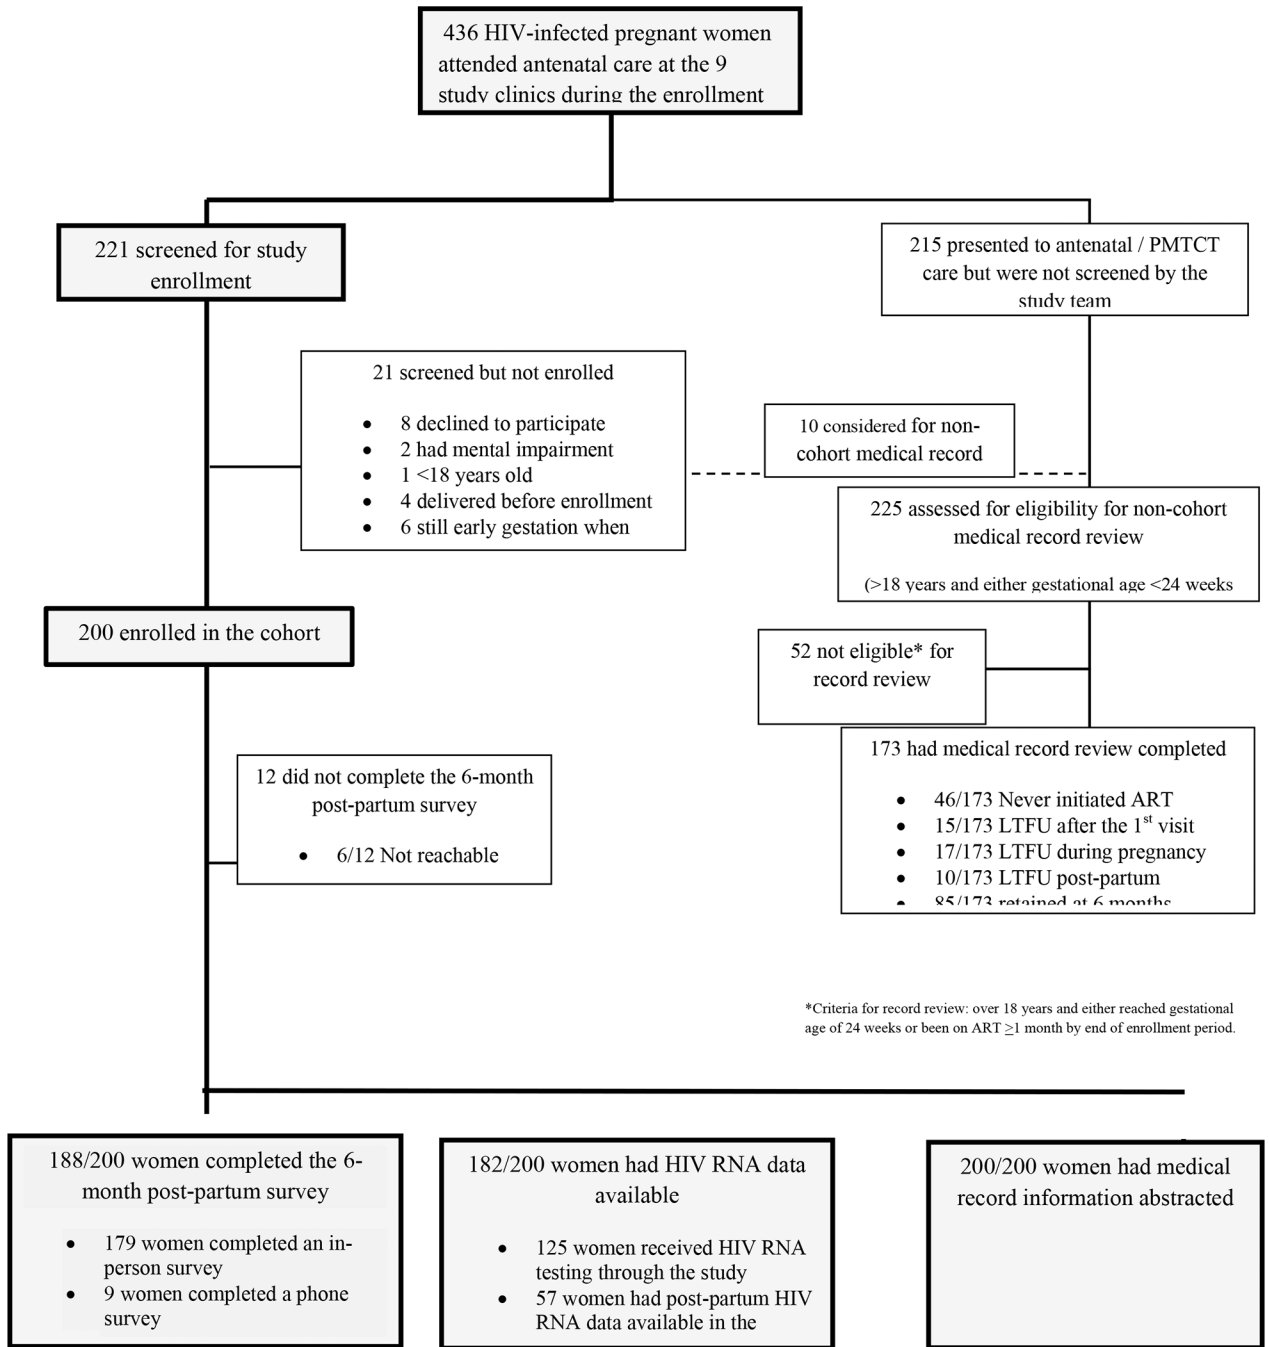 436 HIV-infected pregnant women
attended antenatal care at the 9
study clinics during the enrollment
221 screened for study
enrollment
215 presented to antenatal / PMTCT
care but were not screened by the
study team
21 screened but not enrolled
• 8 declined to participate
• 2 had mental impairment
• 1 <18 years old
• 4 delivered before enrollment
• 6 still early gestation when
10 considered for non-
cohort medical record
225 assessed for eligibility for non-cohort
medical record review
(>18 years and either gestational age <24 weeks
200 enrolled in the cohort
52 not eligible* for
record review
173 had medical record review completed
• 46/173 Never initiated ART
• 15/173 LTFU after the 1st visit
• 17/173 LTFU during pregnancy
• 10/173 LTFU post-partum
• 85/173 retained at 6 months
12 did not complete the 6-month
post-partum survey
• 6/12 Not reachable
*Criteria for record review: over 18 years and either reached gestational
age of 24 weeks or been on ART ≥1 month by end of enrollment period.
188/200 women completed the 6-
month post-partum survey
• 179 women completed an in-
person survey
• 9 women completed a phone
survey
182/200 women had HIV RNA data
available
• 125 women received HIV RNA
testing through the study
• 57 women had post-partum HIV
RNA data available in the
200/200 women had medical
record information abstracted